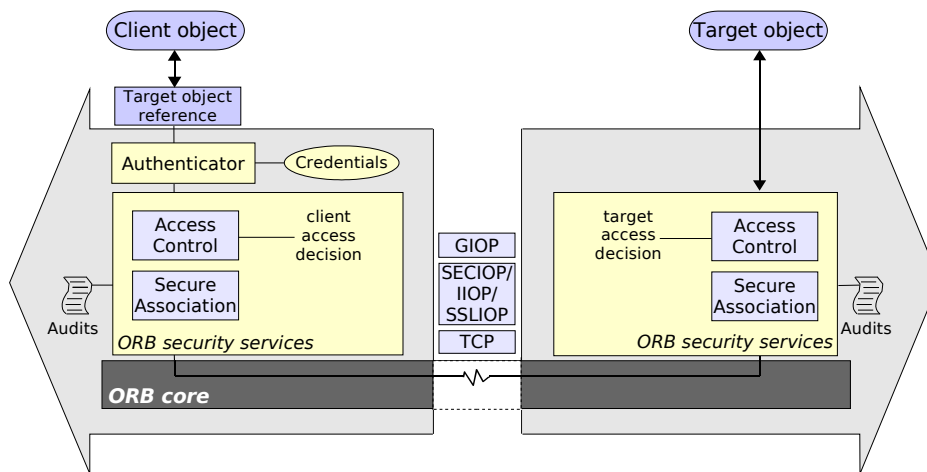 Client object
Target object
Target object
reference
Authenticator
Credentials
Access
Control
client
access
decision
Secure
Association
ORB security services
Audits
GIOP
SECIOP/
IIOP/
SSLIOP
TCP
target
access
decision
Access
Control
Secure
Association
ORB security services
Audits
ORB core